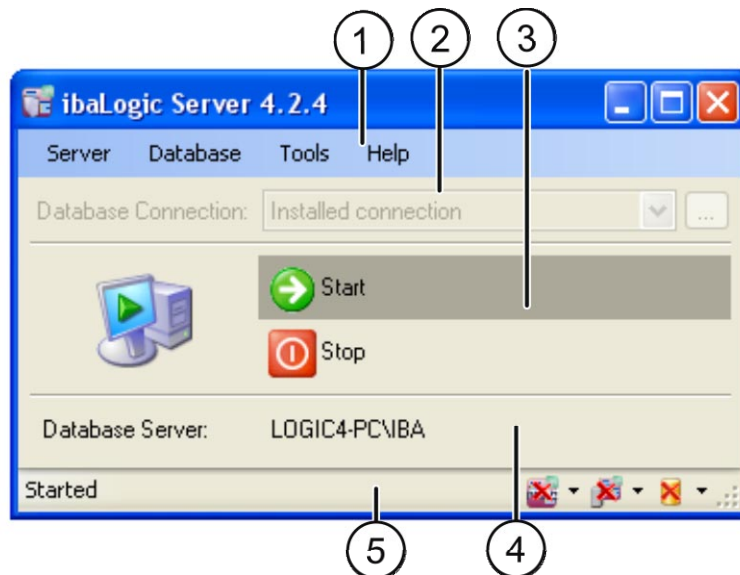 1 2 3
ibaLogic Server 4.2.4
Server Database Tools Help
Database Connection: Installed connection ...
Start
Stop
Database Server: LOGIC4-PC\IBA
Started
5 4